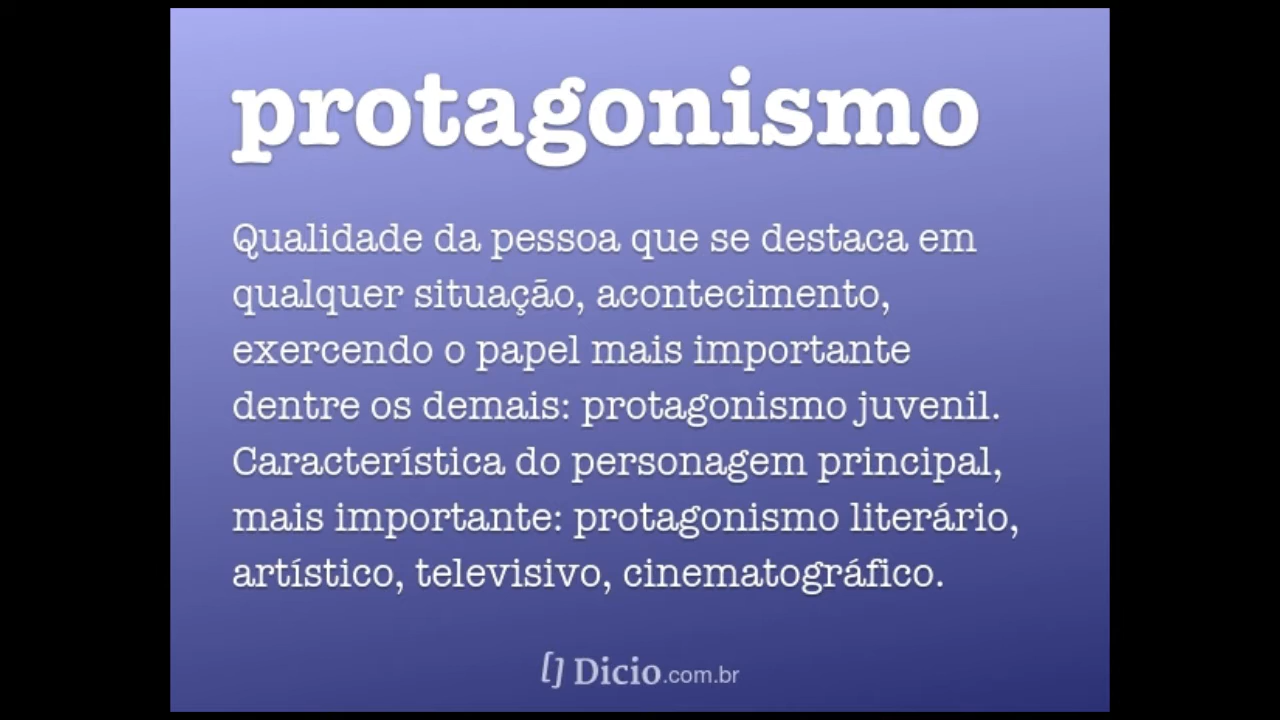 protagonismo
Qualidade da pessoa que se destaca em
qualquer situação, acontecimento,
exercendo o papel mais importante
dentre os demais: protagonismo juvenil.
Característica do personagem principal,
mais importante: protagonismo literário,
artístico, televisivo, cinematográfico.
[] Dicio.com.br